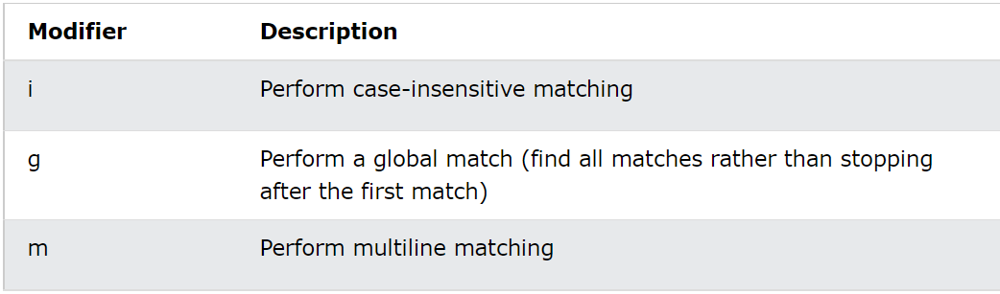 Modifier Description
i Perform case-insensitive matching
g Perform a global match (find all matches rather than stopping
after the first match)
m Perform multiline matching